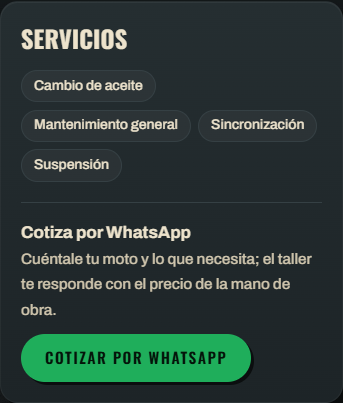 SERVICIOS
Cambio de aceite
Mantenimiento general Sincronización
Suspensión
Cotiza por WhatsApp
Cuéntale tu moto y lo que necesita; el taller
te responde con el precio de la mano de
obra.
COTIZAR POR WHATSAPP